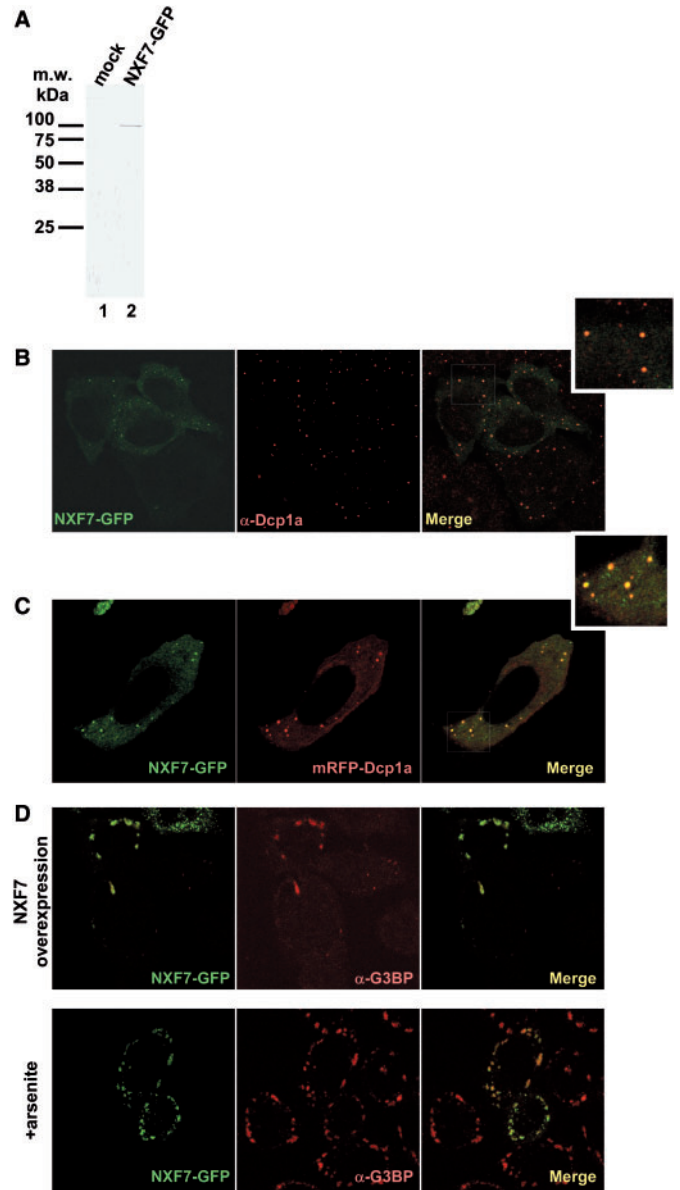 A
mock
NXF7-GFP
m.w.
kDa
100
75
50
38
25
1 2
B
NXF7-GFP
α-Dcp1a
Merge
C
NXF7-GFP
mRFP-Dcp1a
Merge
D
NXF7
overexpression
NXF7-GFP
α-G3BP
Merge
+arsenite
NXF7-GFP
α-G3BP
Merge